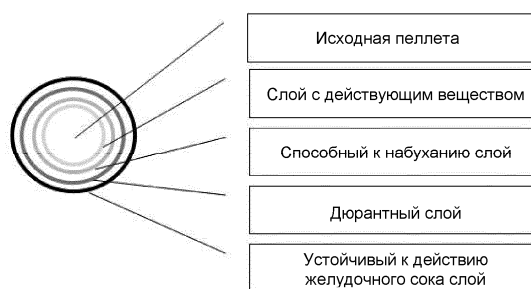 Исходная пеллета
Слой с действующим веществом
Способный к набуханию слой
Дюрантный слой
Устойчивый к действию
желудочного сока слой